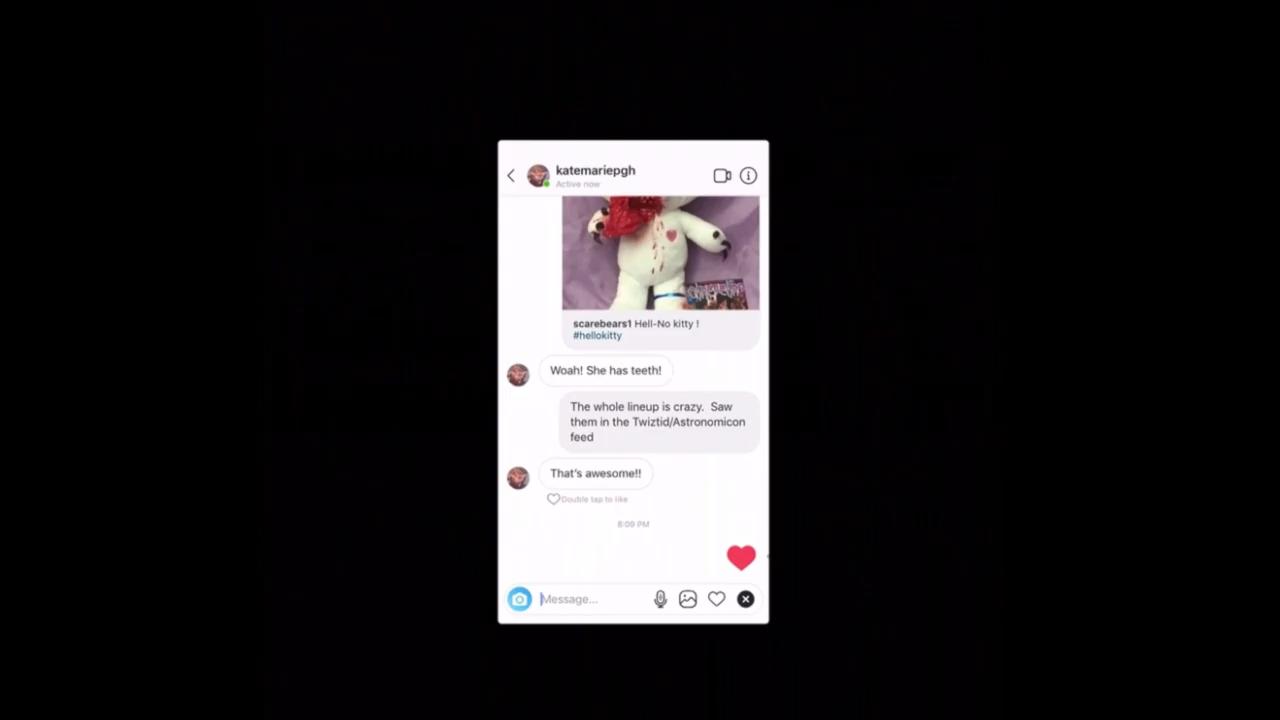 katemariepgh
Active now
scarebears1 Hell-No kitty !
#hellokitty
Woah! She has teeth!
The whole lineup is crazy. Saw
them in the Twiztid/Astronomicon
feed
That's awesome!!
Double tap to like
8:09 PM
Message...